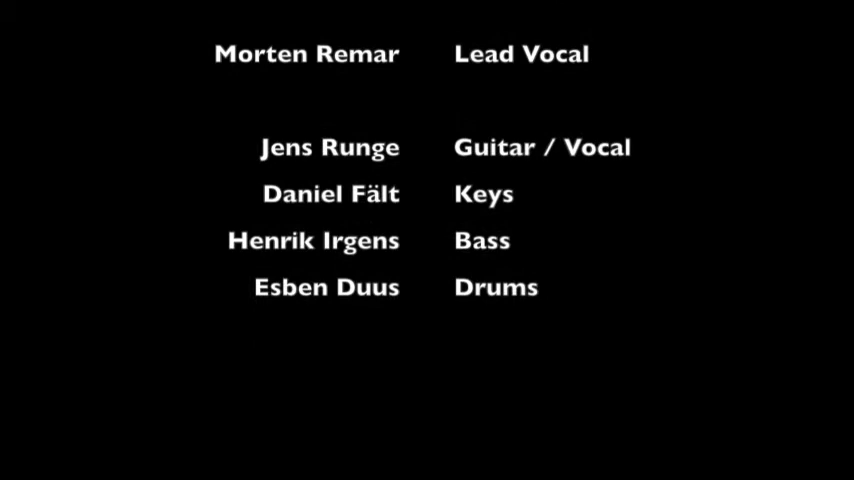 Morten Remar Lead Vocal
Jens Runge Guitar / Vocal
Daniel Fält Keys
Henrik Irgens Bass
Esben Duus Drums